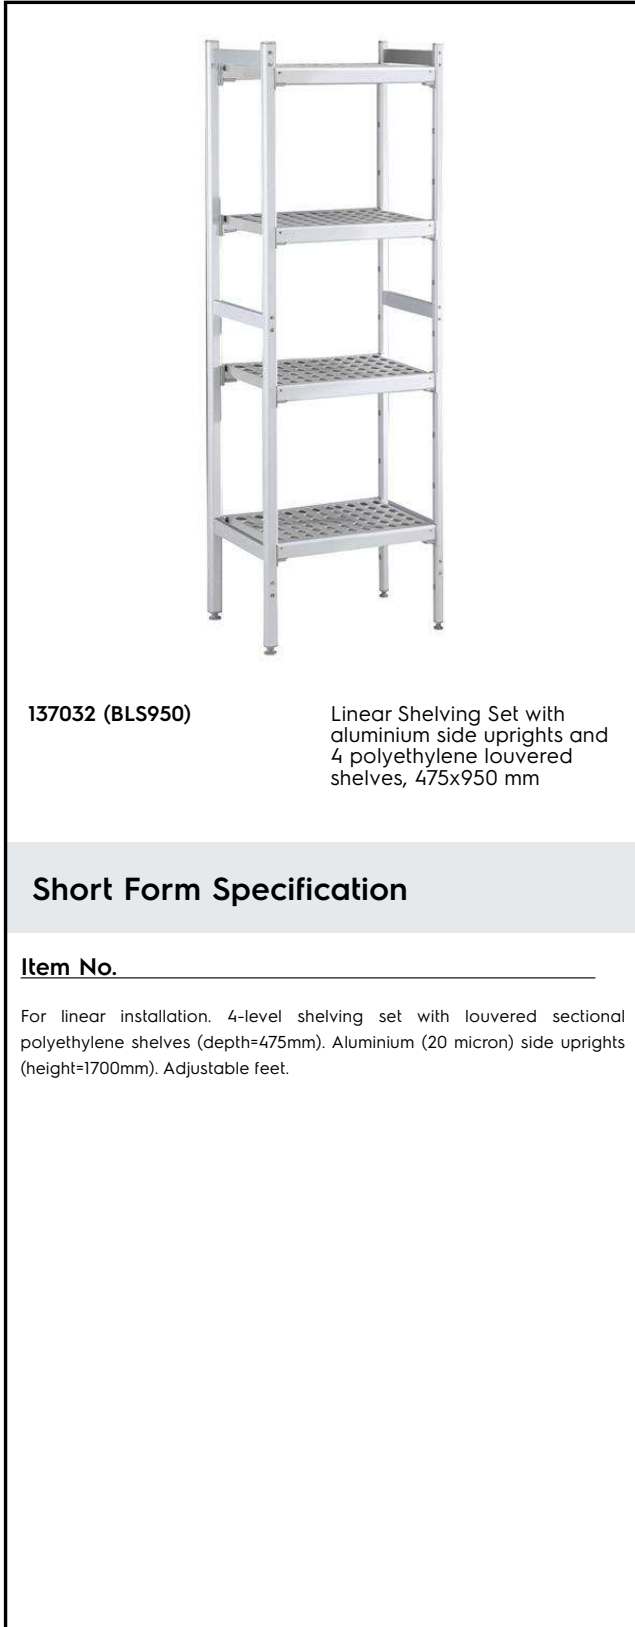 137032 (BLS950)
Linear Shelving Set with
aluminium side uprights and
4 polyethylene louvered
shelves, 475x950 mm
Short Form Specification
Item No.
For linear installation. 4-level shelving set with louvered sectional
polyethylene shelves (depth=475mm). Aluminium (20 micron) side uprights
(height=1700mm). Adjustable feet.